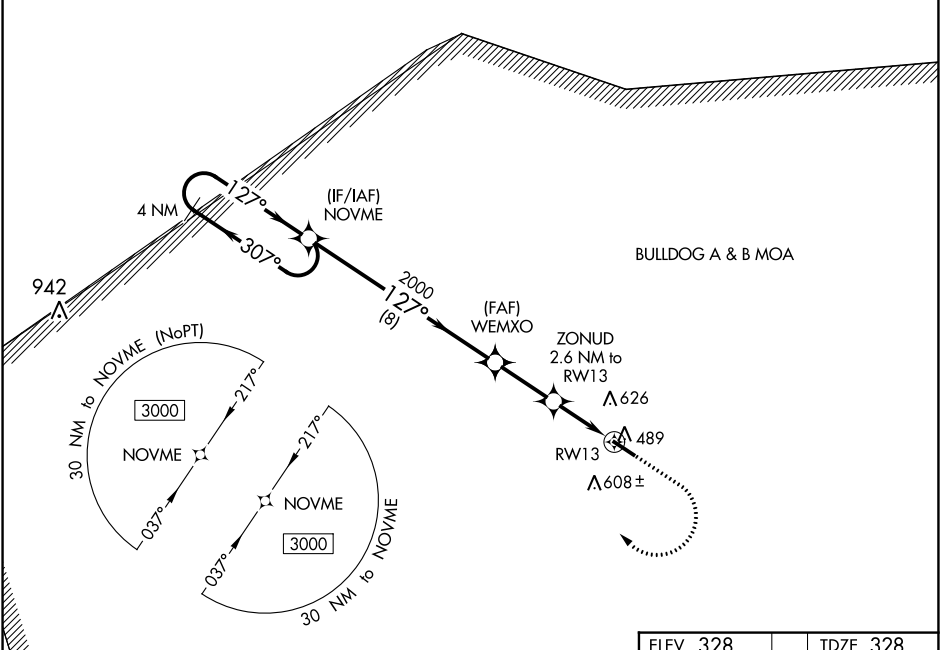 127°
4 NM
307°
(IF/IAF)
NOVME
BULLDOG A & B MOA
942
2000
127°
(8)
(FAF)
WEMXO
ZONUD
2.6 NM to
RW13
626
489
RW13
608 ±
30 NM to NOVME (NoPT)
217°
3000
NOVME
037°
217°
NOVME
3000
037°
30 NM to NOVME
ELEV 328
TDZE 328